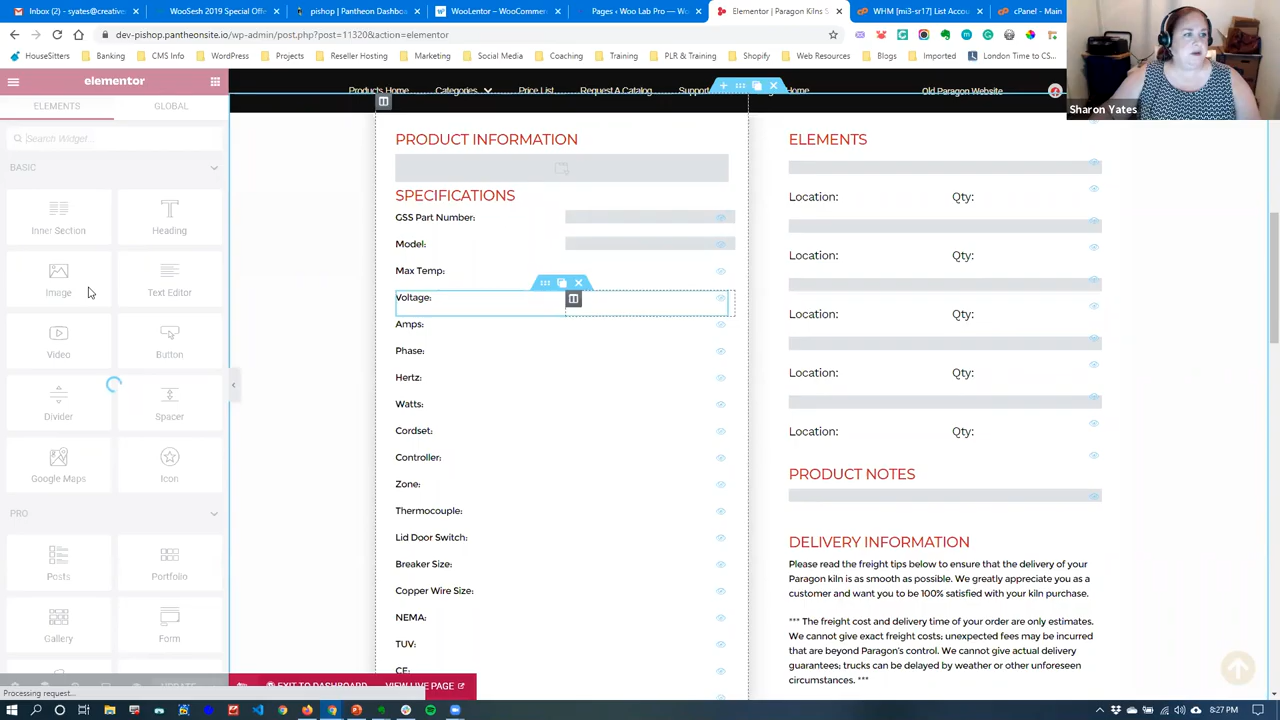 Inbox (2) - syates@creative
WooSesh 2019 Special Offer
pishop | Pantheon Dashboa
WooLentor – WooCommer
Pages ‹ Woo Lab Pro — Wo
Elementor | Paragon Kilns S
WHM [mi3-sr17] List Accou
cPanel - Main
dev-pishop.pantheonsite.io/wp-admin/post.php?post=11320&action=elementor
HouseSitters
Banking
CMS Info
WordPress
Projects
Reseller Hosting
Social Media
Coaching
Training
PLR & Training
Shopify
Web Resources
Blogs
Imported
London Time to CS...
Sharon Yates
elementor
ELEMENTS
GLOBAL
Search Widget...
BASIC
Inner Section
Heading
Image
Text Editor
Video
Button
Divider
Spacer
Google Maps
Icon
PRO
Posts
Portfolio
Gallery
Form
EXIT TO DASHBOARD
VIEW LIVE PAGE
Processing request...
Products Home
Categories
Price List
Request A Catalog
Support
Home
Old Paragon Website
PRODUCT INFORMATION
SPECIFICATIONS
GSS Part Number:
Model:
Max Temp:
Voltage:
Amps:
Phase:
Hertz:
Watts:
Cordset:
Controller:
Zone:
Thermocouple:
Lid Door Switch:
Breaker Size:
Copper Wire Size:
NEMA:
TUV:
CE:
ELEMENTS
Location: Qty:
Location: Qty:
Location: Qty:
Location: Qty:
Location: Qty:
PRODUCT NOTES
DELIVERY INFORMATION
Please read the freight tips below to ensure that the delivery of your
Paragon kiln is as smooth as possible. We greatly appreciate you as a
customer and want you to be 100% satisfied with your kiln purchase.
*** The freight cost and delivery time of your order are only estimates.
We cannot give exact freight costs; unexpected fees may be incurred
that are beyond Paragon's control. We cannot give actual delivery
guarantees; trucks can be delayed by weather or other unforeseen
circumstances. ***
8:27 PM